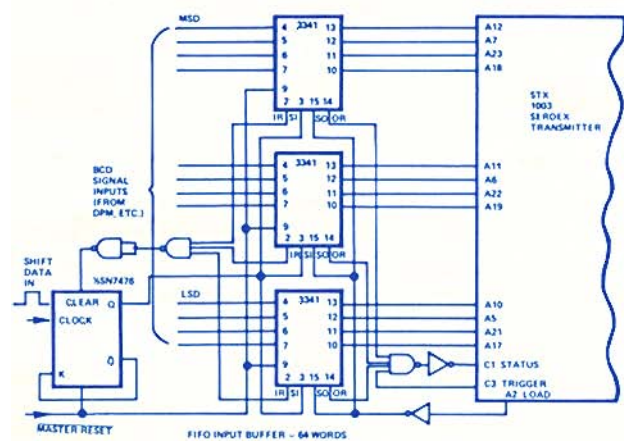 MSD
4 3341 13 A12
5 12 A7
6 11 A23
7 10 A18
9
2 3 15 14
IR SI SO OR
STX
1003
SERDEX
TRANSMITTER
BCD
SIGNAL
INPUTS
(FROM
DPM, ETC.)
4 3341 13 A11
5 12 A6
6 11 A22
7 10 A19
9
2 3 15 14
IR SI SO OR
SHIFT
DATA
IN
½SN7476
CLEAR Q
CLOCK
K Q̄
LSD
4 3341 13 A10
5 12 A5
6 11 A21
7 10 A17
9
2 3 15 14
IR SI SO OR
C1 STATUS
C3 TRIGGER
A2 LOAD
MASTER RESET
FIFO INPUT BUFFER – 64 WORDS